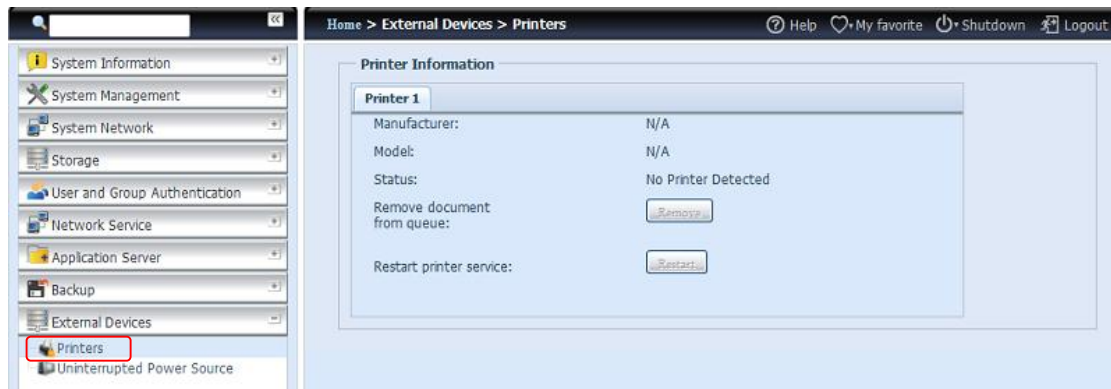 Home > External Devices > Printers
Help My favorite Shutdown Logout
System Information
System Management
System Network
Storage
User and Group Authentication
Network Service
Application Server
Backup
External Devices
Printers
Uninterrupted Power Source
Printer Information
Printer 1
Manufacturer: N/A
Model: N/A
Status: No Printer Detected
Remove document
from queue: Remove
Restart printer service: Restart